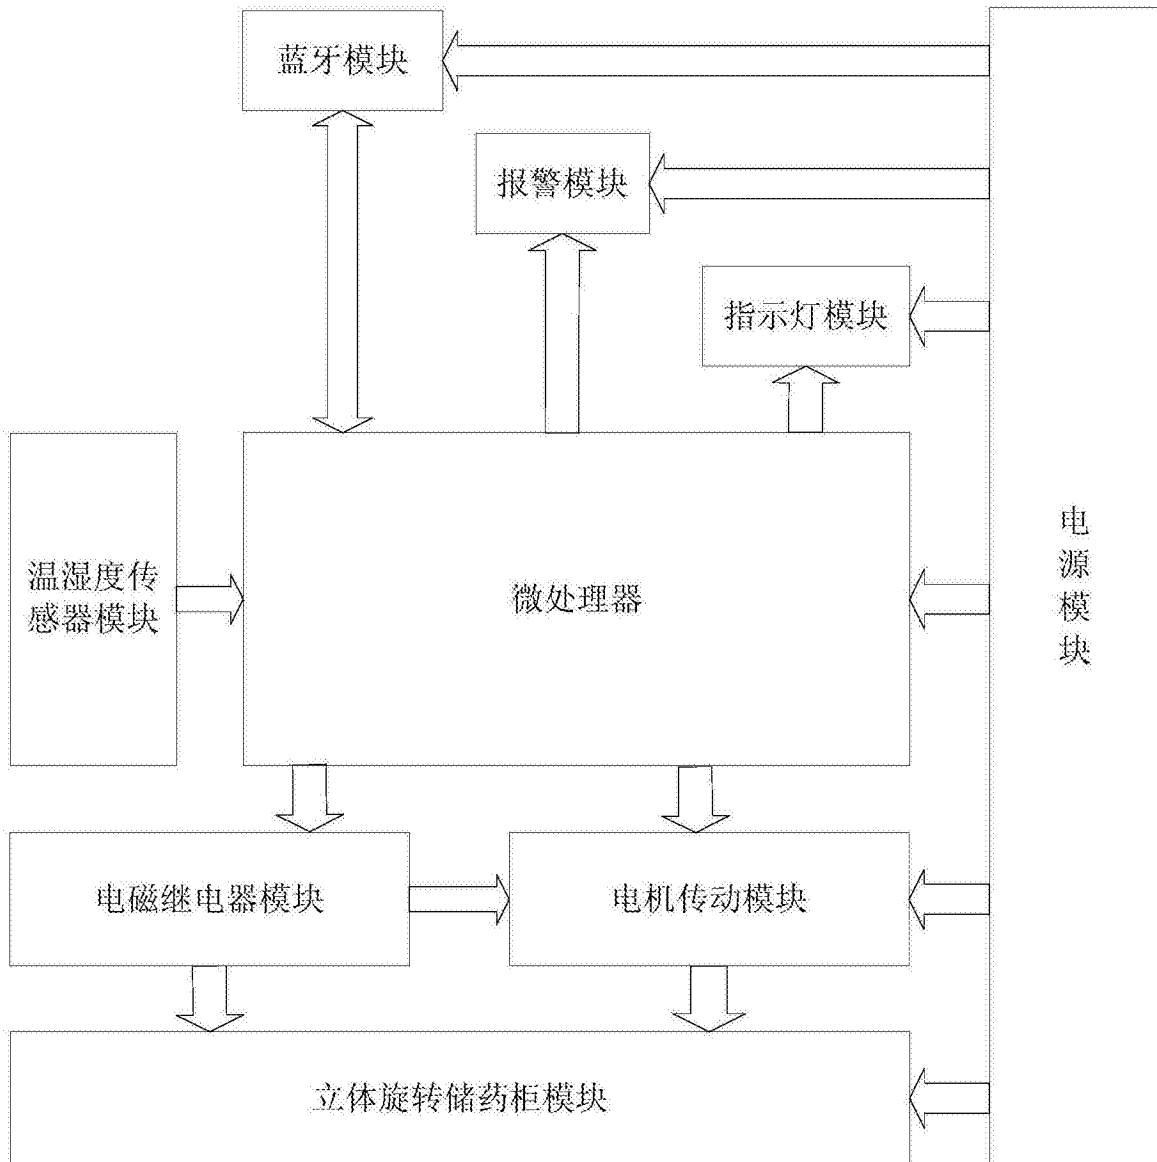 蓝牙模块
报警模块
指示灯模块
温湿度传
感器模块
微处理器
电
源
模
块
电磁继电器模块
电机传动模块
立体旋转储药柜模块